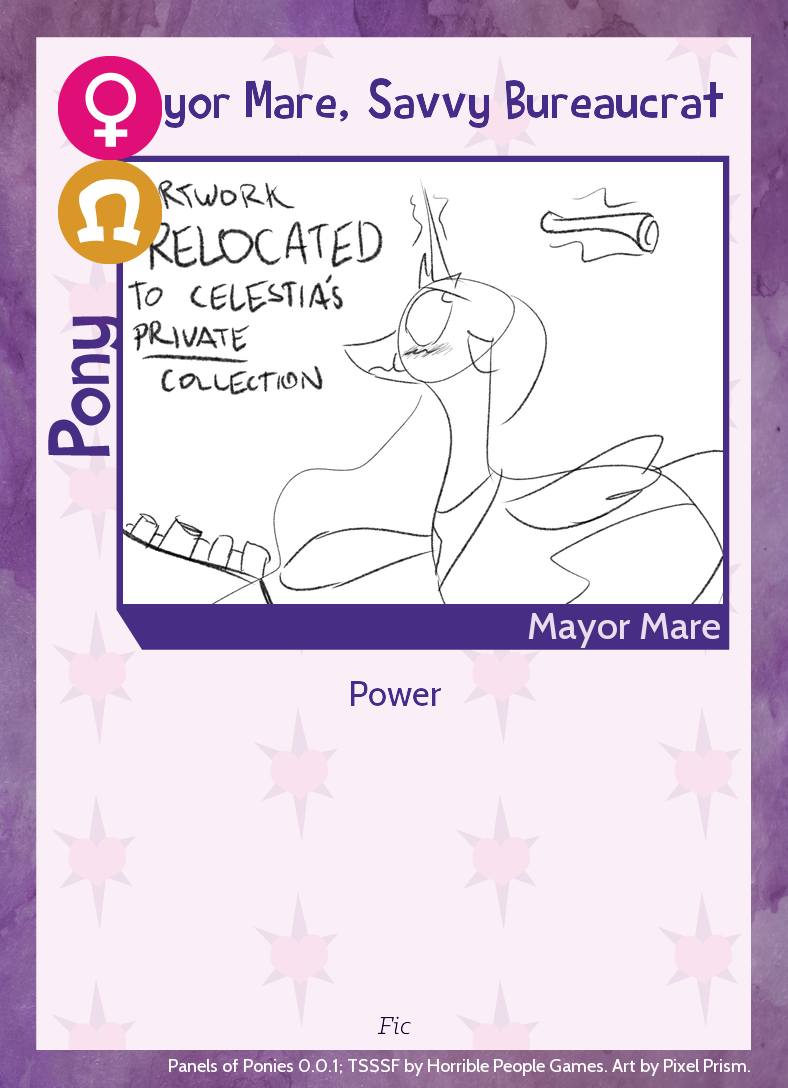 yor Mare, Savvy Bureaucrat
RTWORK
RELOCATED
TO CELESTIA'S
PRIVATE
COLLECTION
Pony
Mayor Mare
Power
Fic
Panels of Ponies 0.0.1; TSSSF by Horrible People Games. Art by Pixel Prism.